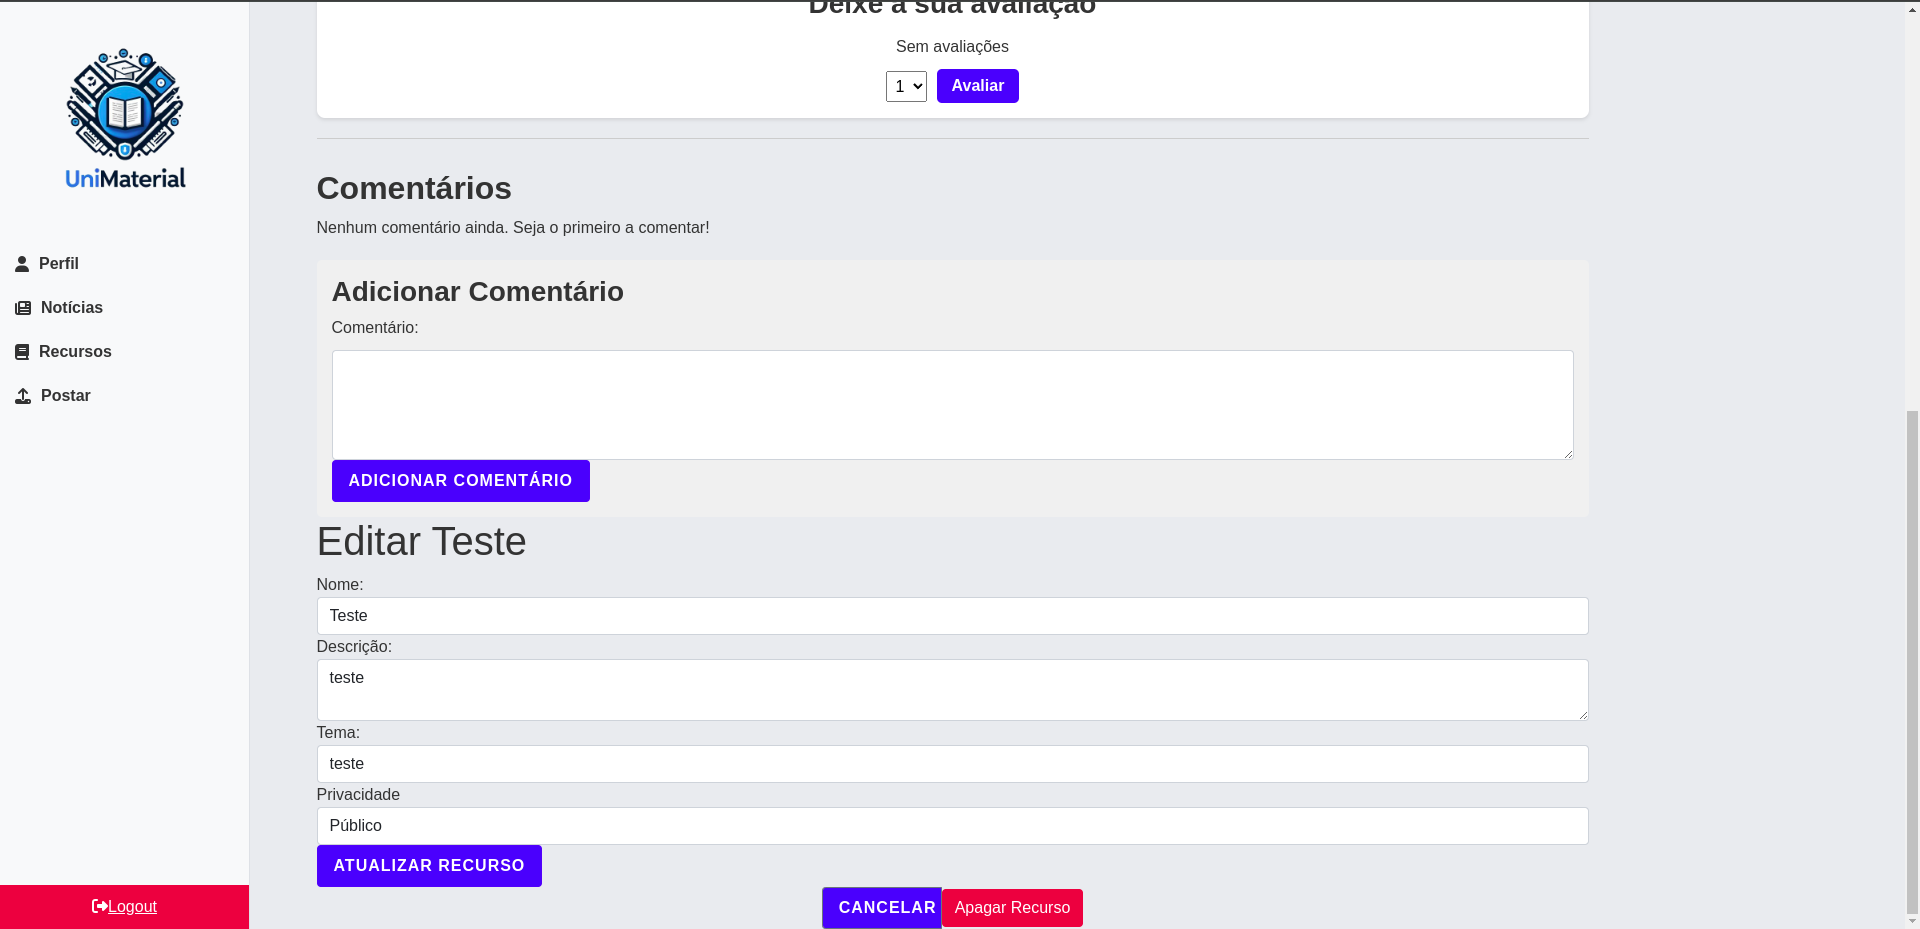 Deixe a sua avaliação
Sem avaliações
1 Avaliar
UniMaterial
Perfil
Notícias
Recursos
Postar
Logout
Comentários
Nenhum comentário ainda. Seja o primeiro a comentar!
Adicionar Comentário
Comentário:
ADICIONAR COMENTÁRIO
Editar Teste
Nome:
Teste
Descrição:
teste
Tema:
teste
Privacidade
Público
ATUALIZAR RECURSO
CANCELAR Apagar Recurso